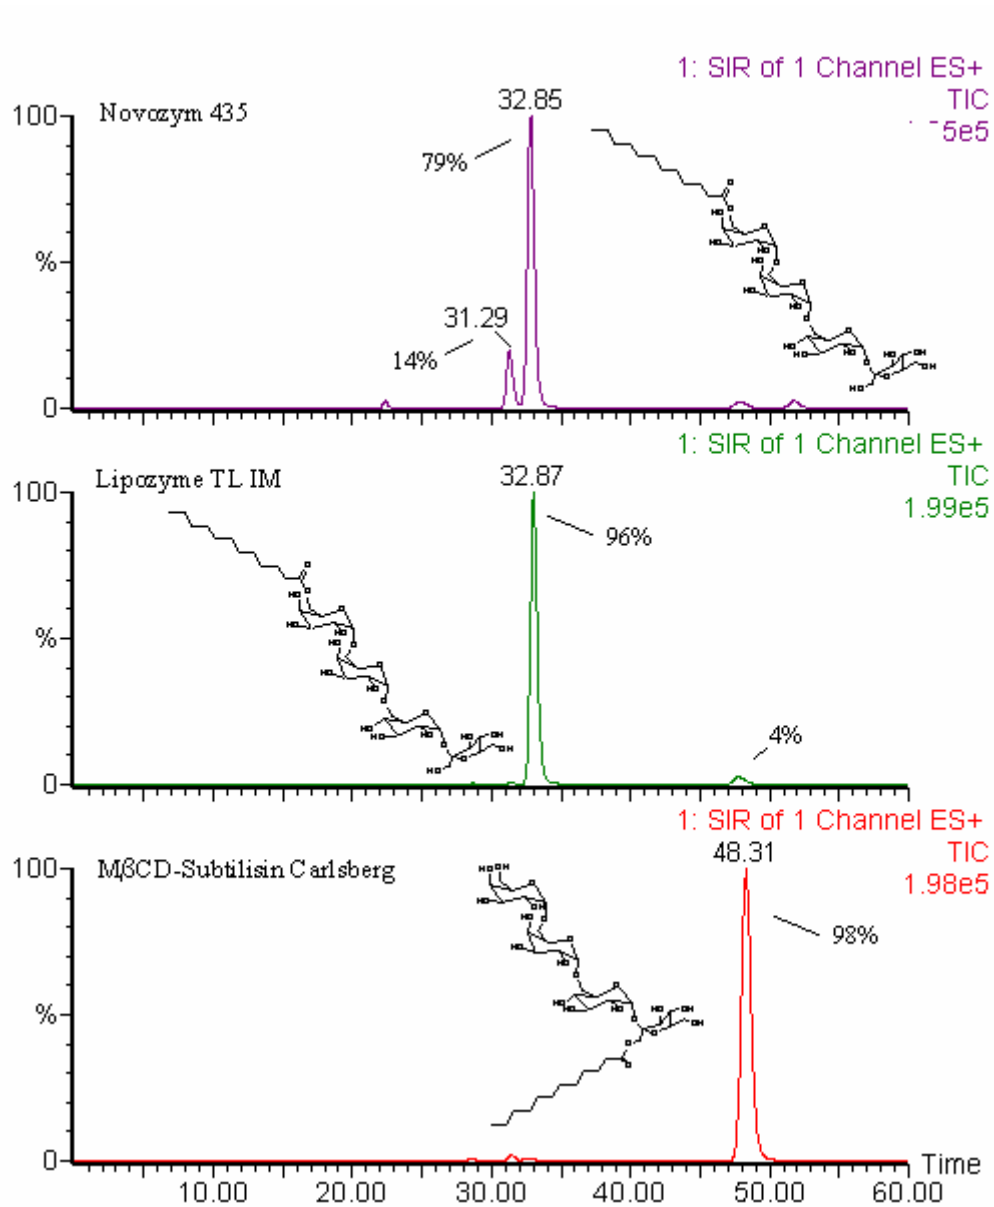 1: SIR of 1 Channel ES+
TIC
5e5
Novozym 435
32.85
100
79%
%
31.29
14%
0
1: SIR of 1 Channel ES+
TIC
1.99e5
Lipozyme TL IM
32.87
100
96%
%
4%
0
1: SIR of 1 Channel ES+
TIC
1.98e5
MβCD-Subtilisin Carlsberg
48.31
100
98%
%
0
Time
10.00 20.00 30.00 40.00 50.00 60.00